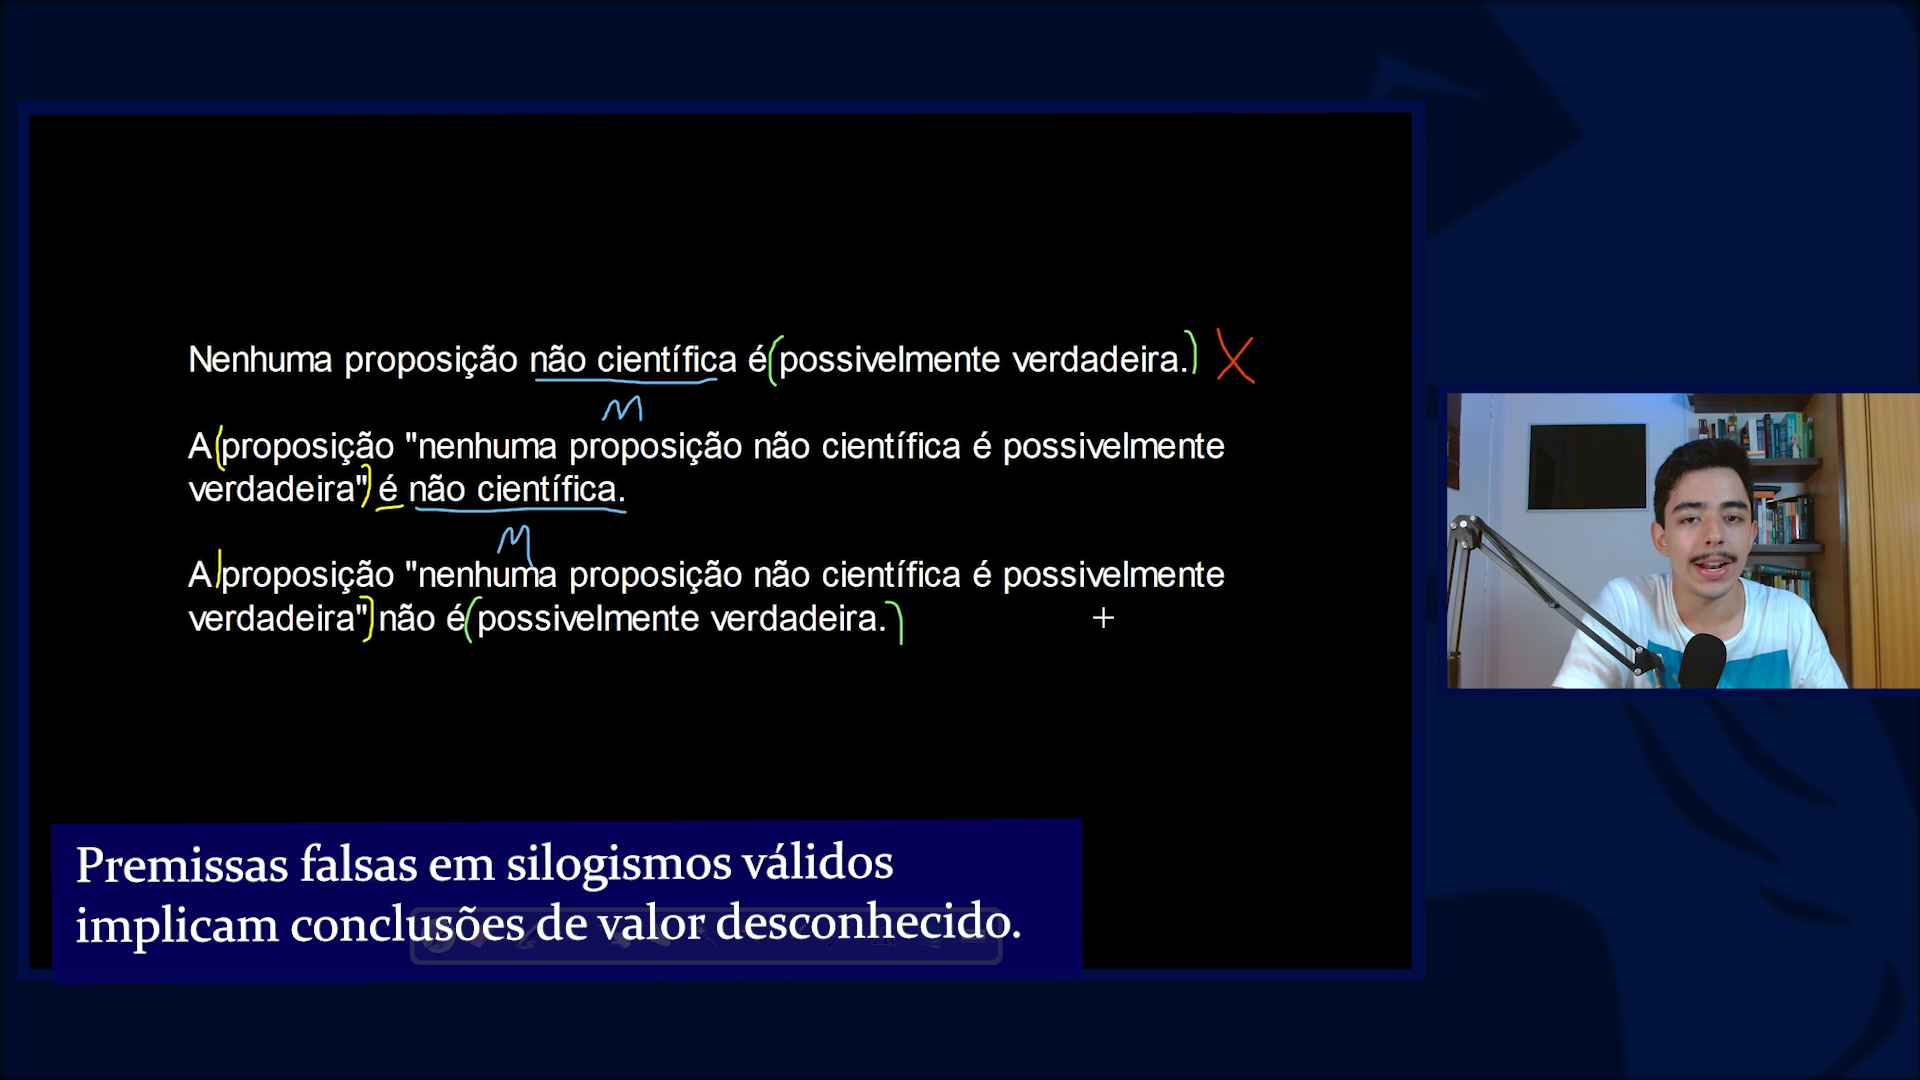 Nenhuma proposição não científica é (possivelmente verdadeira.) X
M
A (proposição "nenhuma proposição não científica é possivelmente
verdadeira") é não científica.
M
A proposição "nenhuma proposição não científica é possivelmente
verdadeira") não é (possivelmente verdadeira.)
Premissas falsas em silogismos válidos
implicam conclusões de valor desconhecido.